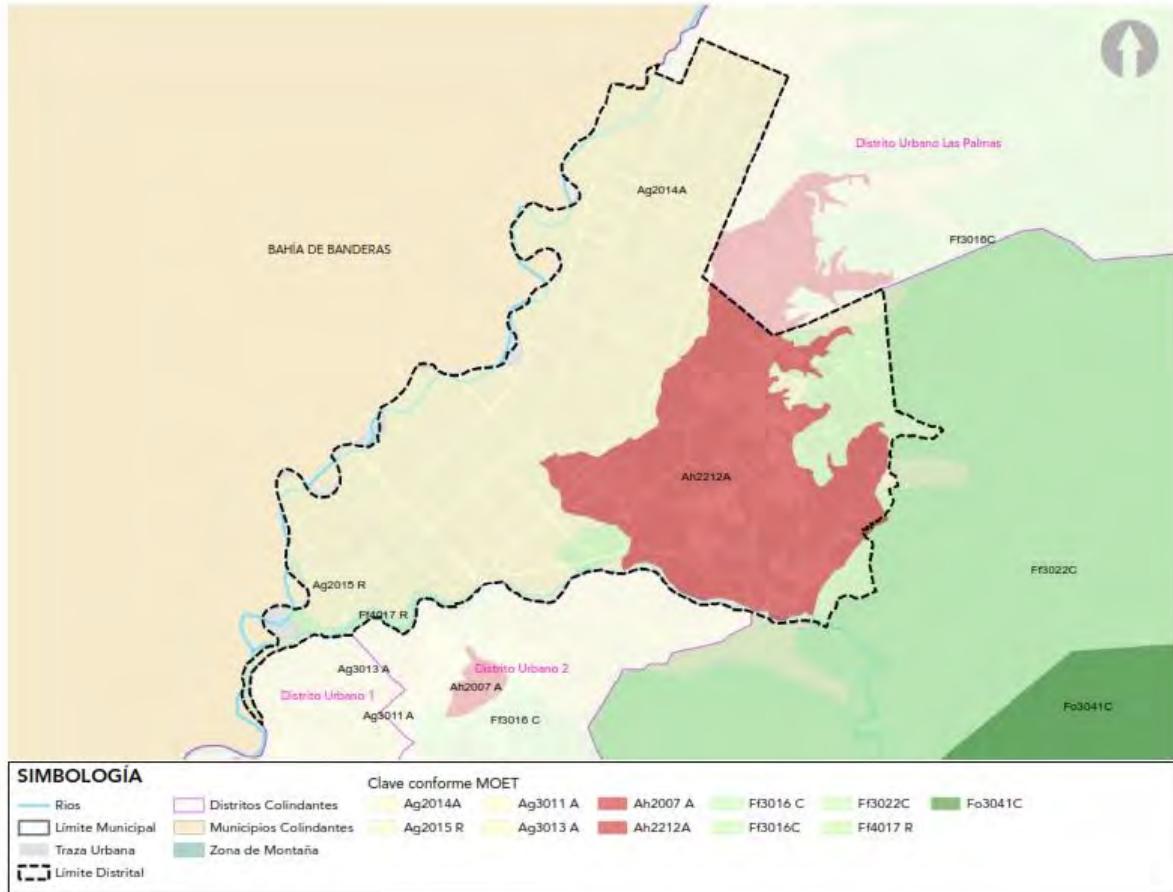 Distrito Urbano Las Palmas
Ag2014A
Ff3016C
BAHÍA DE BANDERAS
Ah2212A
Ff3022C
Ag2015 R
Ff4017 R
Ag3013 A
Distrito Urbano 2
Ah2007 A
Distrito Urbano 1
Ag3011 A
Ff3016 C
Fo3041C
SIMBOLOGÍA
Clave conforme MOET
Rios
Distritos Colindantes
Ag2014A
Ag3011 A
Ah2007 A
Ff3016 C
Ff3022C
Fo3041C
Límite Municipal
Municipios Colindantes
Ag2015 R
Ag3013 A
Ah2212A
Ff3016C
Ff4017 R
Traza Urbana
Zona de Montaña
Límite Distrital